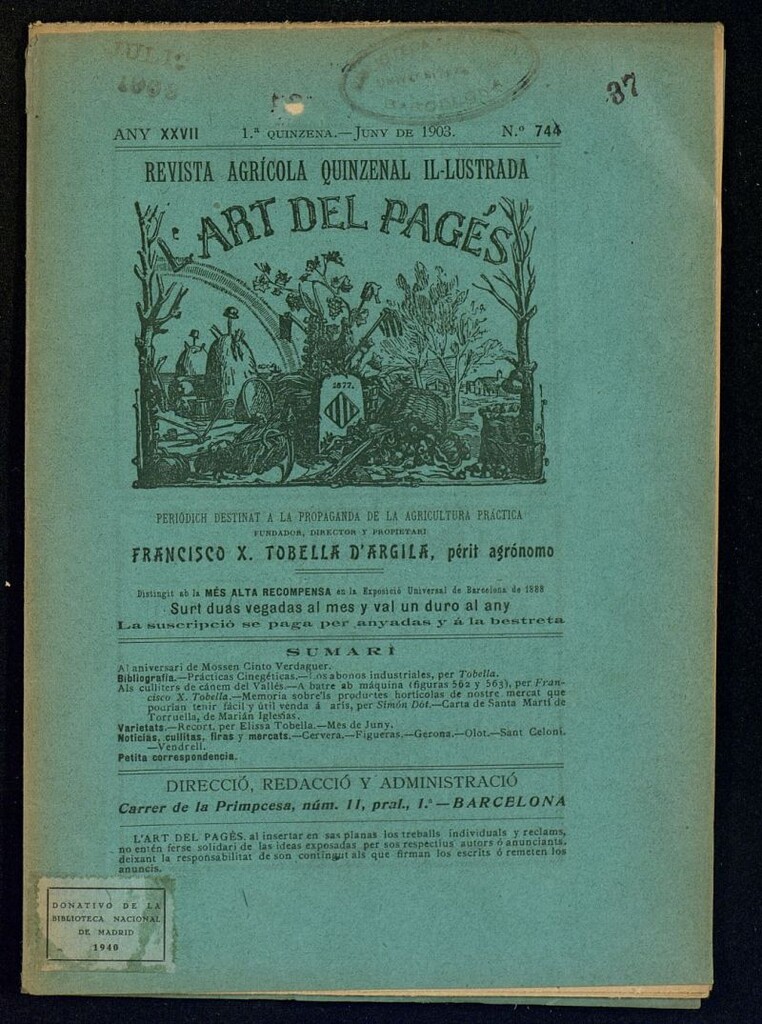 JULIO
37
ANY XXVII 1.ª QUINZENA.—JUNY DE 1903. N.º 744
REVISTA AGRÍCOLA QUINZENAL IL-LUSTRADA
L'ART DEL PAGÉS
1877.
PERIÓDICH DESTINAT A LA PROPAGANDA DE LA AGRICULTURA PRÁCTICA
FUNDADOR, DIRECTOR Y PROPIETARI
FRANCISCO X. TOBELLA D'ARGILA, périt agrónomo
Distingit ab la MÉS ALTA RECOMPENSA en la Exposició Universal de Barcelona de 1888
Surt duas vegadas al mes y val un duro al any
La suscripció se paga per anyadas y á la bestreta
SUMARÍ
Al aniversari de Mossen Cinto Verdaguer.
Bibliografia.—Prácticas Cinegéticas.—Los abonos industriales, per Tobella.
Als culliters de cánem del Vallés.—A batre ab máquina (figuras 562 y 563), per Fran-
cisco X. Tobella.—Memoria sobre'ls productes hortícolas de nostre mercat que
pourian tenir fácil y útil venda á aris, per Simón Dót.—Carta de Santa Martí de
Torruella, de Marián Iglesias.
Varietats.—Recort, per Elissa Tobella.—Mes de Juny.
Noticias, cullitas, firas y mercats.—Cervera.—Figueras.—Gerona.—Olot.—Sant Celoni.
—Vendrell.
Petita correspondencia.
DIRECCIÓ, REDACCIÓ Y ADMINISTRACIÓ
Carrer de la Primpcesa, núm. 11, pral., 1.ª—BARCELONA
L'ART DEL PAGÉS, al insertar en sas planas los treballs individuals y reclams,
no entén ferse solidari de las ideas exposadas per sos respectius autors ó anunciants,
deixant la responsabilitat de son contingut als que firman los escrits ó remeten los
anuncis.
DONATIVO DE LA
BIBLIOTECA NACIONAL
DE MADRID
1940